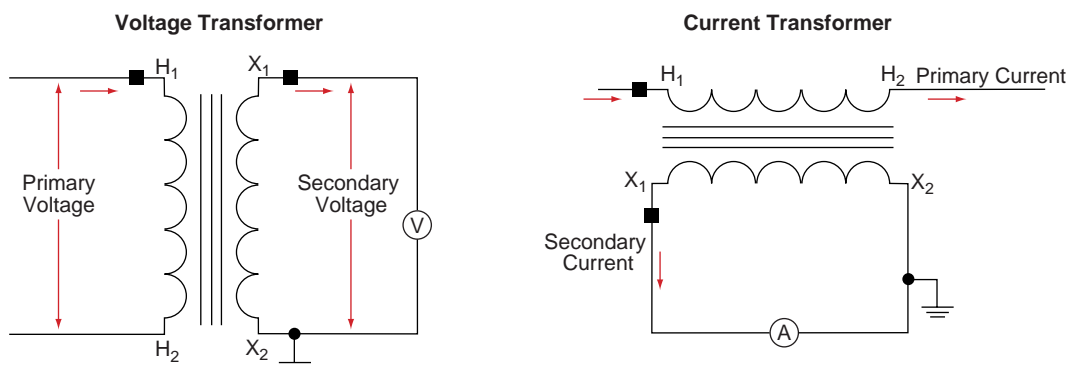 Voltage Transformer
H1
X1
Primary
Voltage
Secondary
Voltage
V
H2
X2
Current Transformer
H1
H2
Primary Current
X1
X2
Secondary
Current
A